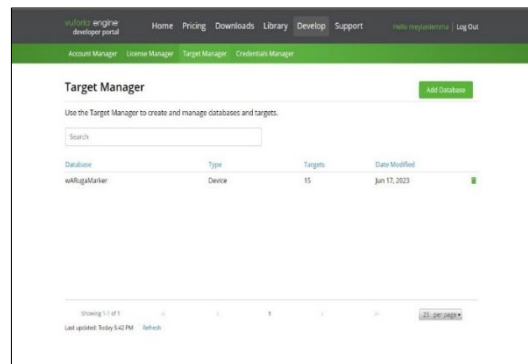 vuforia engine
developer portal
Home Pricing Downloads Library Develop Support
Log Out
Account Manager License Manager Target Manager Credentials Manager
Target Manager
Add Database
Use the Target Manager to create and manage databases and targets.
Search
Database Type Targets Date Modified
wARugaMarker Device 15 Jun 17, 2023
Showing 1-1 of 1 1 25 per page
Last updated: Today 5:42 PM Refresh